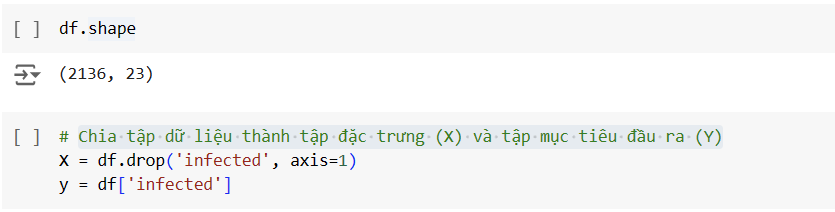 [ ] df.shape
(2136, 23)
[ ] # Chia tập dữ liệu thành tập đặc trưng (X) và tập mục tiêu đầu ra (Y)
X = df.drop('infected', axis=1)
y = df['infected']